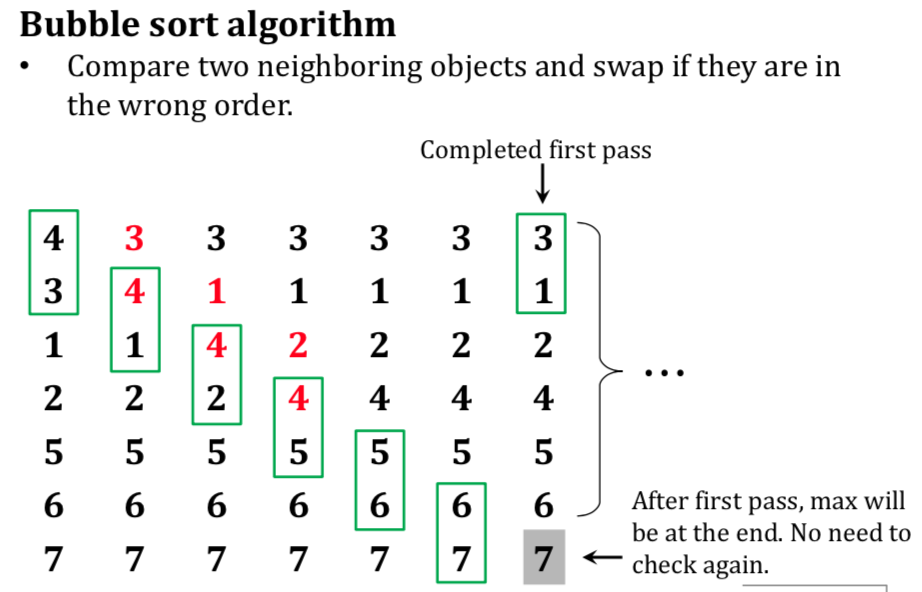 Bubble sort algorithm
• Compare two neighboring objects and swap if they are in
the wrong order.
Completed first pass
4 3 3 3 3 3 3
3 4 1 1 1 1 1
1 1 4 2 2 2 2
2 2 2 4 4 4 4
5 5 5 5 5 5 5
6 6 6 6 6 6 6
7 7 7 7 7 7 7
...
After first pass, max will
be at the end. No need to
check again.